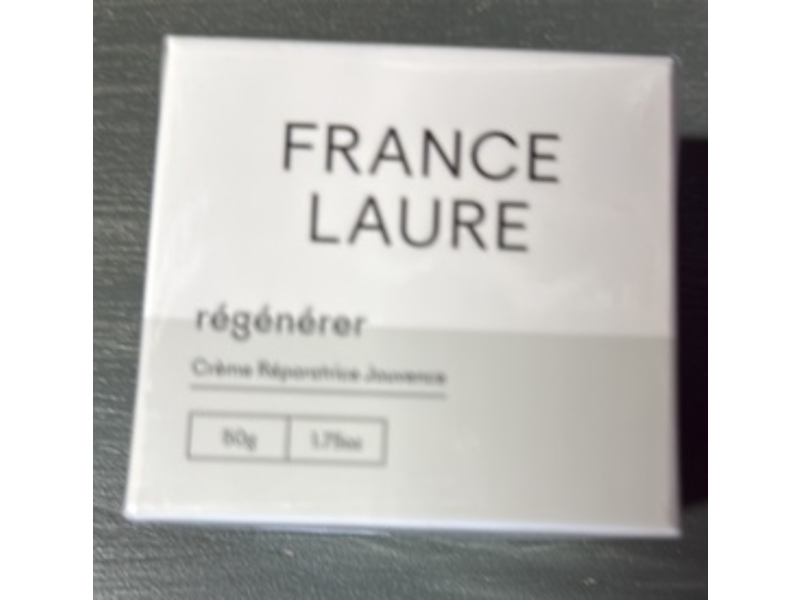 FRANCE
LAURE
régénérer
Crème Réparatrice Jouvence
50g 1.75oz